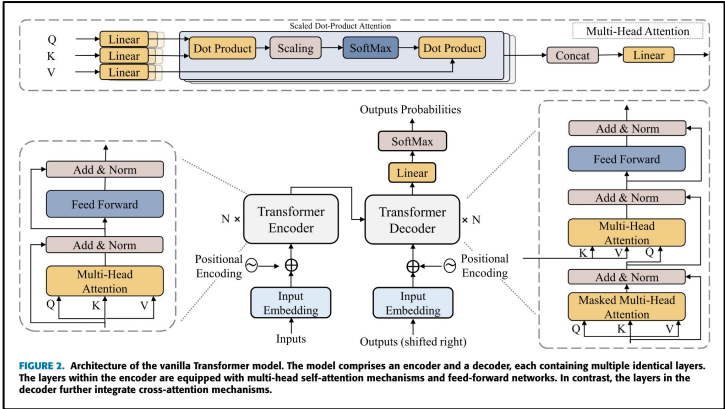 Scaled Dot-Product Attention
Multi-Head Attention
Q
Linear
K
Linear
V
Linear
Dot Product
Scaling
SoftMax
Dot Product
Concat
Linear
Outputs Probabilities
SoftMax
Linear
Add & Norm
Feed Forward
Add & Norm
Multi-Head
Attention
Q
K
V
N ×
Transformer
Encoder
Positional
Encoding
Input
Embedding
Inputs
Transformer
Decoder
× N
Positional
Encoding
Input
Embedding
Outputs (shifted right)
Add & Norm
Feed Forward
Add & Norm
Multi-Head
Attention
K
V
Q
Add & Norm
Masked Multi-Head
Attention
Q
K
V
FIGURE 2. Architecture of the vanilla Transformer model. The model comprises an encoder and a decoder, each containing multiple identical layers.
The layers within the encoder are equipped with multi-head self-attention mechanisms and feed-forward networks. In contrast, the layers in the
decoder further integrate cross-attention mechanisms.